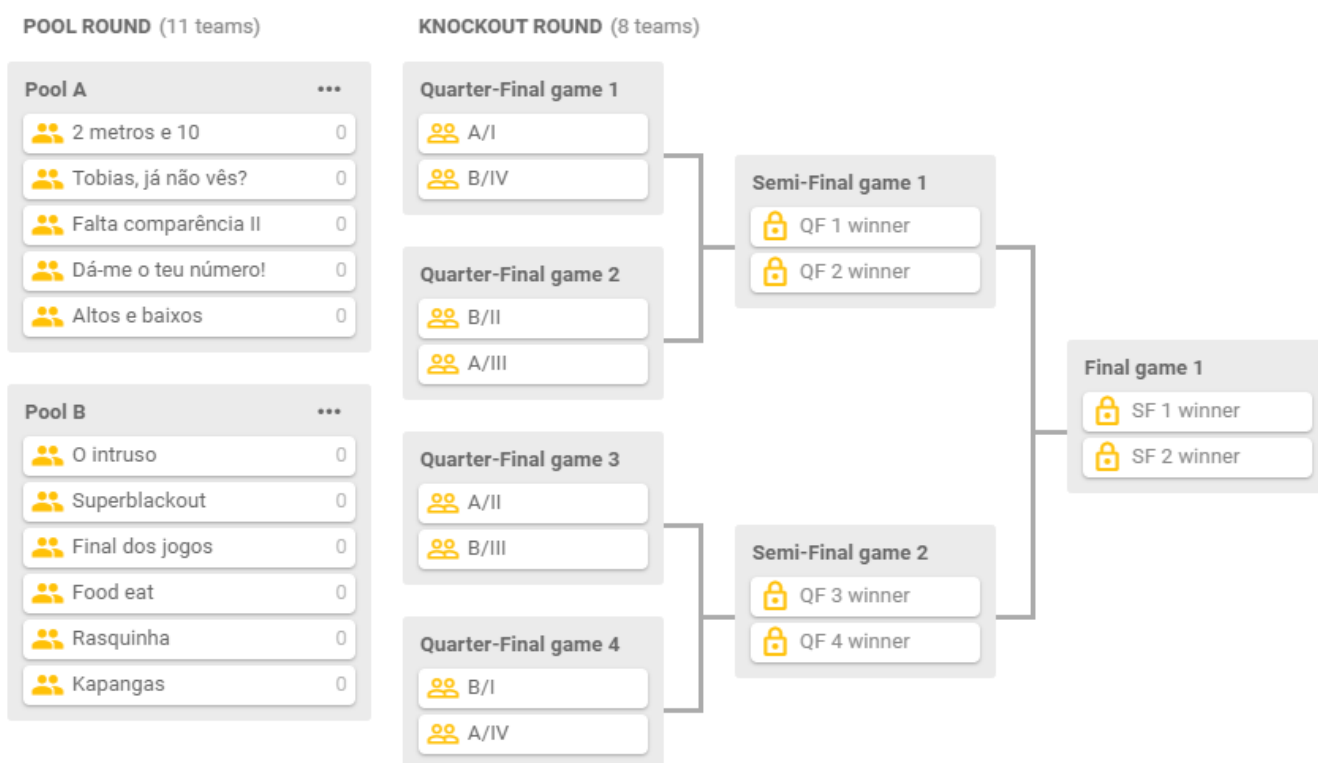 POOL ROUND (11 teams)
Pool A
2 metros e 10 0
Tobias, já não vês? 0
Falta comparência II 0
Dá-me o teu número! 0
Altos e baixos 0
Pool B
O intruso 0
Superblackout 0
Final dos jogos 0
Food eat 0
Rasquinha 0
Kapangas 0
KNOCKOUT ROUND (8 teams)
Quarter-Final game 1
A/I
B/IV
Quarter-Final game 2
B/II
A/III
Quarter-Final game 3
A/II
B/III
Quarter-Final game 4
B/I
A/IV
Semi-Final game 1
QF 1 winner
QF 2 winner
Semi-Final game 2
QF 3 winner
QF 4 winner
Final game 1
SF 1 winner
SF 2 winner